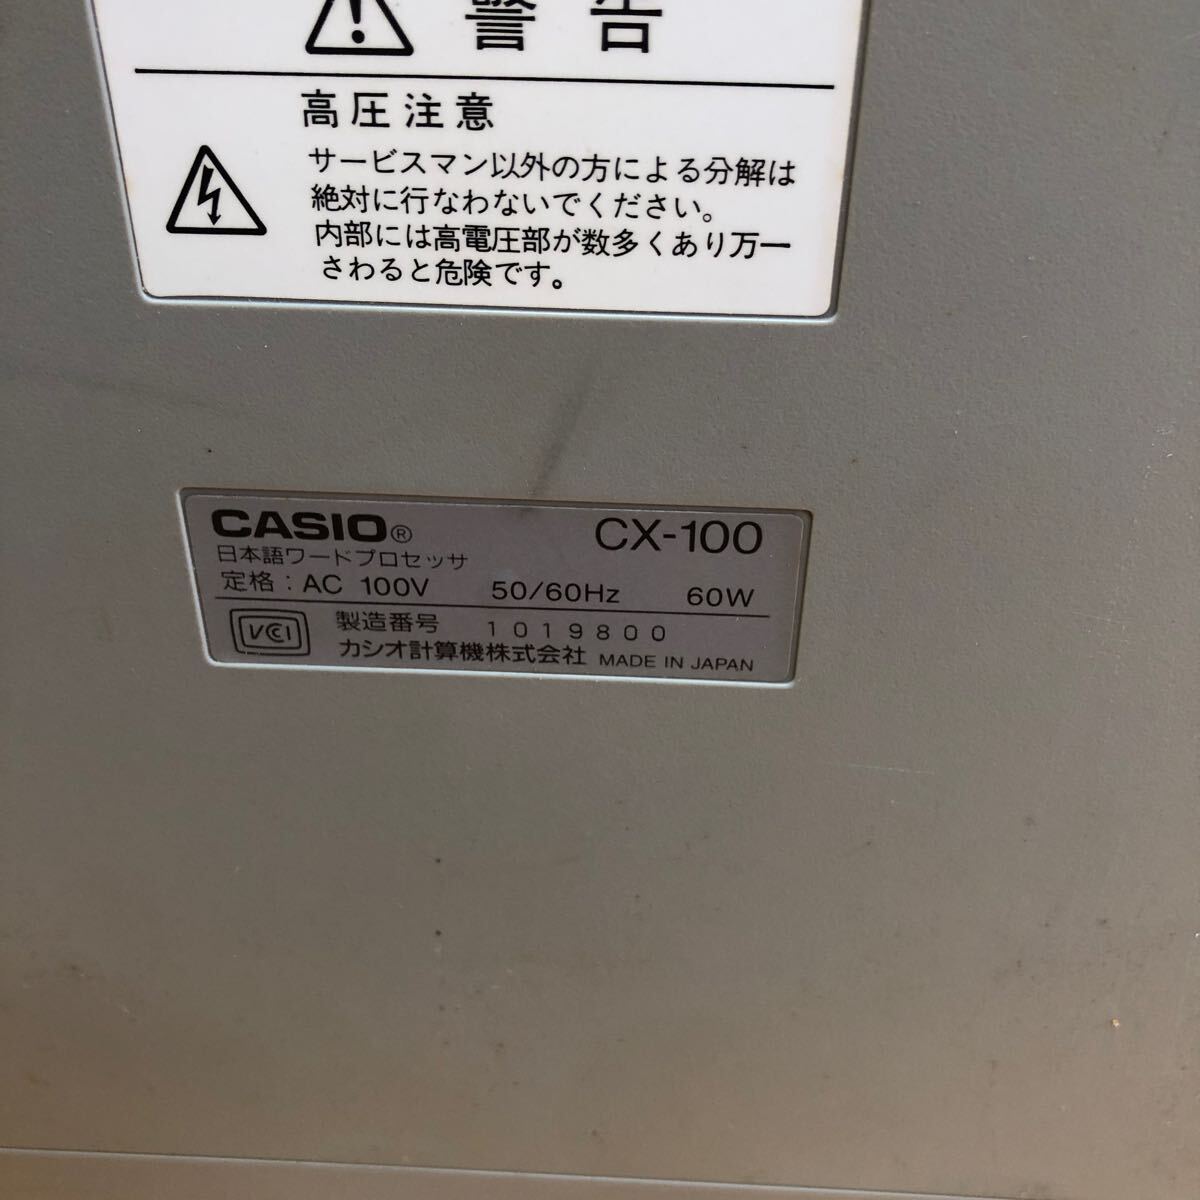 警告
高圧注意
サービスマン以外の方による分解は
絶対に行なわないでください。
内部には高電圧部が数多くあり万一
さわると危険です。
CASIO® CX-100
日本語ワードプロセッサ
定格：AC 100V 50/60Hz 60W
VCCI 製造番号 1019800
カシオ計算機株式会社 MADE IN JAPAN